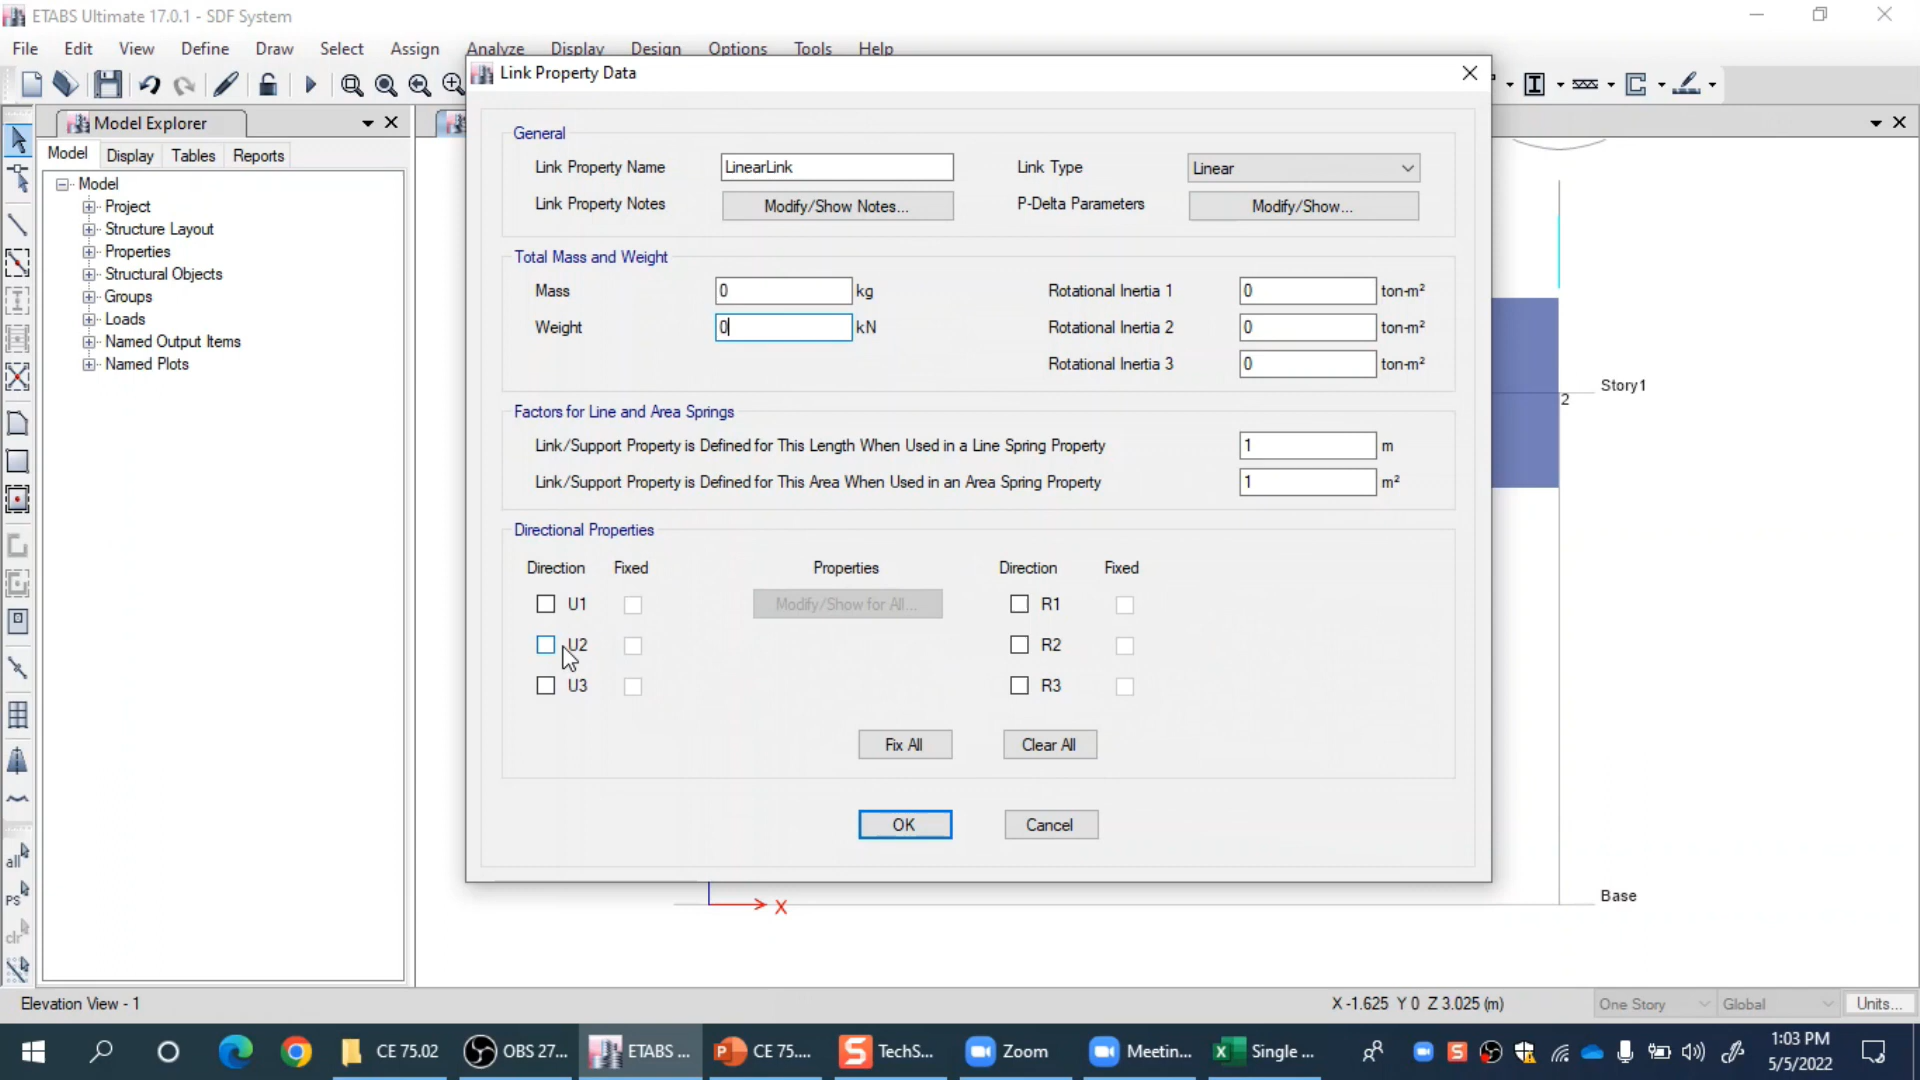 ETABS Ultimate 17.0.1 - SDF System
File Edit View Define Draw Select Assign Analyze Display Design Options Tools Help
Link Property Data
Model Explorer
Model Display Tables Reports
Model
Project
Structure Layout
Properties
Structural Objects
Groups
Loads
Named Output Items
Named Plots
all
PS
clr
General
Link Property Name LinearLink Link Type Linear
Link Property Notes Modify/Show Notes... P-Delta Parameters Modify/Show...
Total Mass and Weight
Mass 0 kg Rotational Inertia 1 0 ton-m²
Weight 0 kN Rotational Inertia 2 0 ton-m²
Rotational Inertia 3 0 ton-m²
Factors for Line and Area Springs
Link/Support Property is Defined for This Length When Used in a Line Spring Property 1 m
Link/Support Property is Defined for This Area When Used in an Area Spring Property 1 m²
Directional Properties
Direction Fixed Properties Direction Fixed
U1 Modify/Show for All... R1
U2 R2
U3 R3
Fix All Clear All
OK Cancel
Story1
2
Base
X
Elevation View - 1 X -1.625 Y 0 Z 3.025 (m) One Story Global Units...
CE 75.02 OBS 27... ETABS ... CE 75.... TechS... Zoom Meetin... Single ...
1:03 PM
5/5/2022